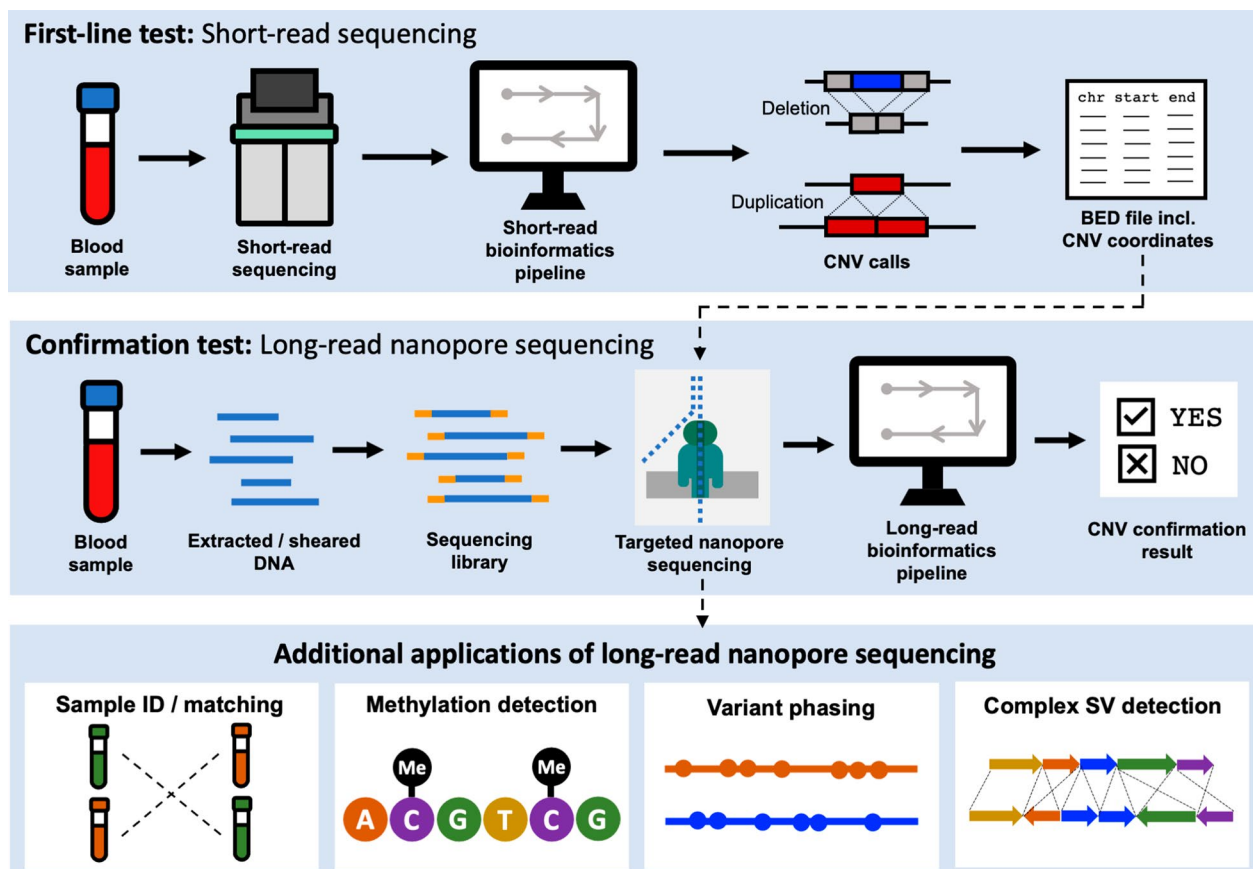 First-line test: Short-read sequencing
Deletion
Duplication
chr start end
Blood
sample
Short-read
sequencing
Short-read
bioinformatics
pipeline
CNV calls
BED file incl.
CNV coordinates
Confirmation test: Long-read nanopore sequencing
YES
NO
Blood
sample
Extracted / sheared
DNA
Sequencing
library
Targeted nanopore
sequencing
Long-read
bioinformatics
pipeline
CNV confirmation
result
Additional applications of long-read nanopore sequencing
Sample ID / matching
Methylation detection
Me Me
A C G T C G
Variant phasing
Complex SV detection